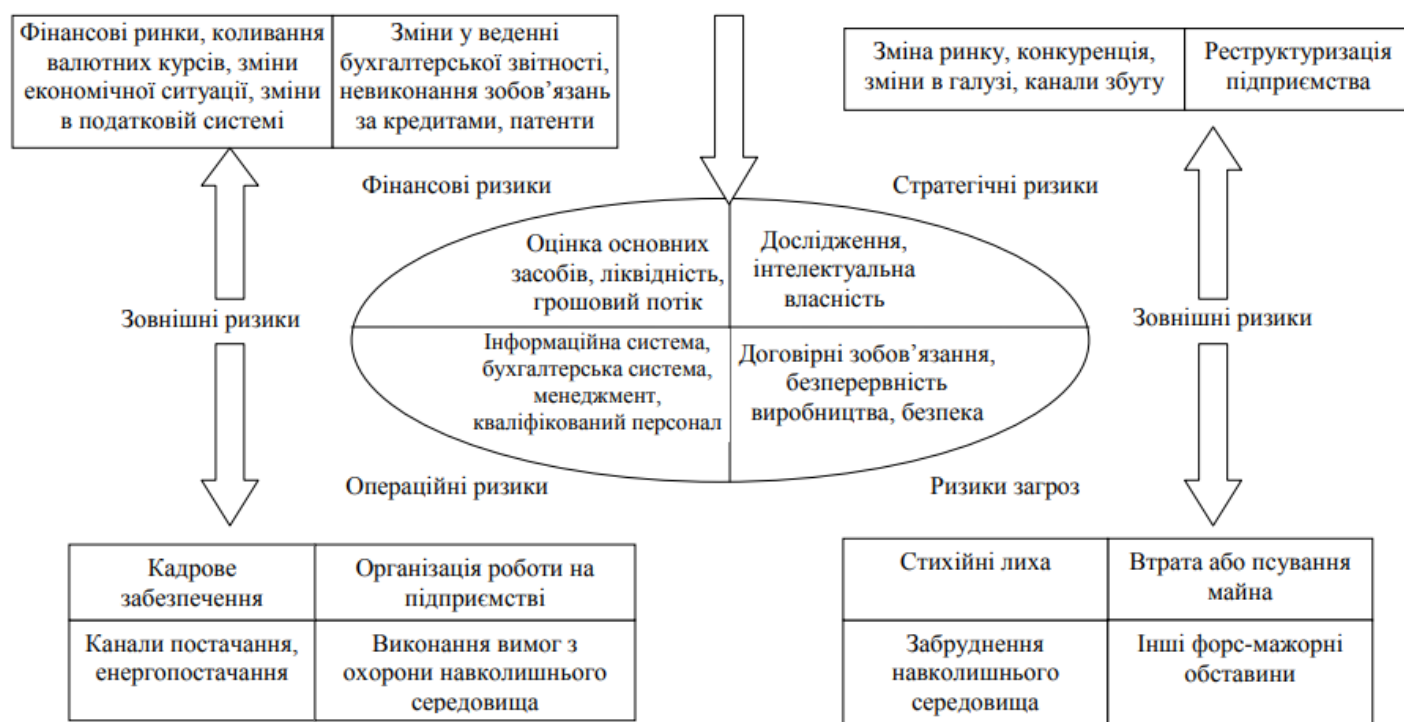 Фінансові ринки, коливання
валютних курсів, зміни
економічної ситуації, зміни
в податковій системі
Зміни у веденні
бухгалтерської звітності,
невиконання зобов’язань
за кредитами, патенти
Зміна ринку, конкуренція,
зміни в галузі, канали збуту
Реструктуризація
підприємства
Фінансові ризики
Стратегічні ризики
Оцінка основних
засобів, ліквідність,
грошовий потік
Дослідження,
інтелектуальна
власність
Зовнішні ризики
Зовнішні ризики
Інформаційна система,
бухгалтерська система,
менеджмент,
кваліфікований персонал
Договірні зобов’язання,
безперервність
виробництва, безпека
Операційні ризики
Ризики загроз
Кадрове
забезпечення
Організація роботи на
підприємстві
Канали постачання,
енергопостачання
Виконання вимог з
охорони навколишнього
середовища
Стихійні лиха
Втрата або псування
майна
Забруднення
навколишнього
середовища
Інші форс-мажорні
обставини